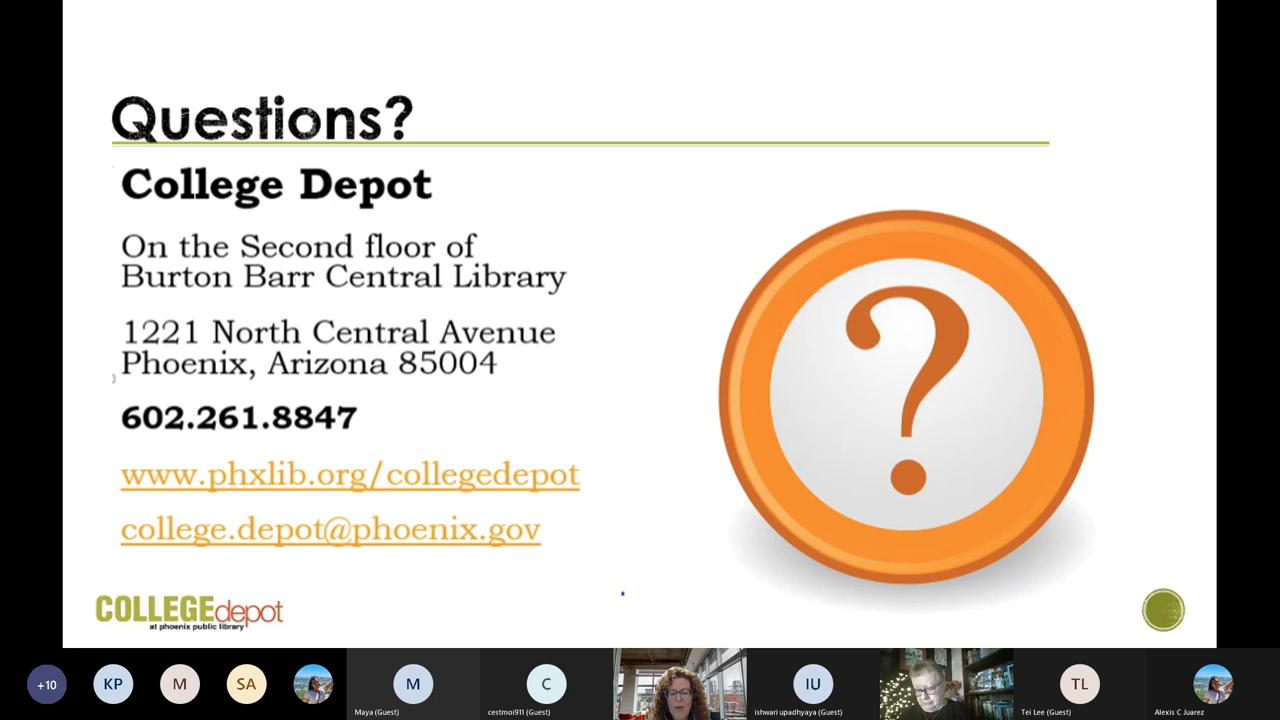 Questions?
College Depot
On the Second floor of
Burton Barr Central Library
1221 North Central Avenue
Phoenix, Arizona 85004
602.261.8847
www.phxlib.org/collegedepot
college.depot@phoenix.gov
?
COLLEGEdepot
at phoenix public library
+10
KP
M
SA
M
C
IU
TL
Maya (Guest)
cestmoi911 (Guest)
ishwari upadhyaya (Guest)
Tei Lee (Guest)
Alexis C Juarez